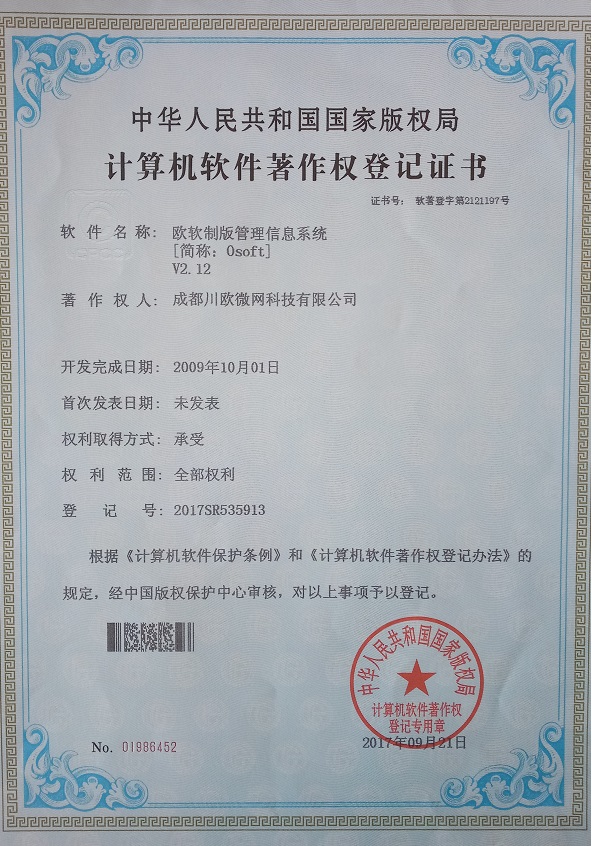 中华人民共和国国家版权局
计算机软件著作权登记证书
证书号： 软著登字第2121197号
软件名称： 欧软制版管理信息系统
[简称：Osoft]
V2.12
著作权人： 成都川欧微网科技有限公司
开发完成日期： 2009年10月01日
首次发表日期： 未发表
权利取得方式： 承受
权利范围： 全部权利
登记号： 2017SR535913
根据《计算机软件保护条例》和《计算机软件著作权登记办法》的
规定，经中国版权保护中心审核，对以上事项予以登记。
中华人民共和国国家版权局
计算机软件著作权
登记专用章
No. 01986452
2017年09月21日